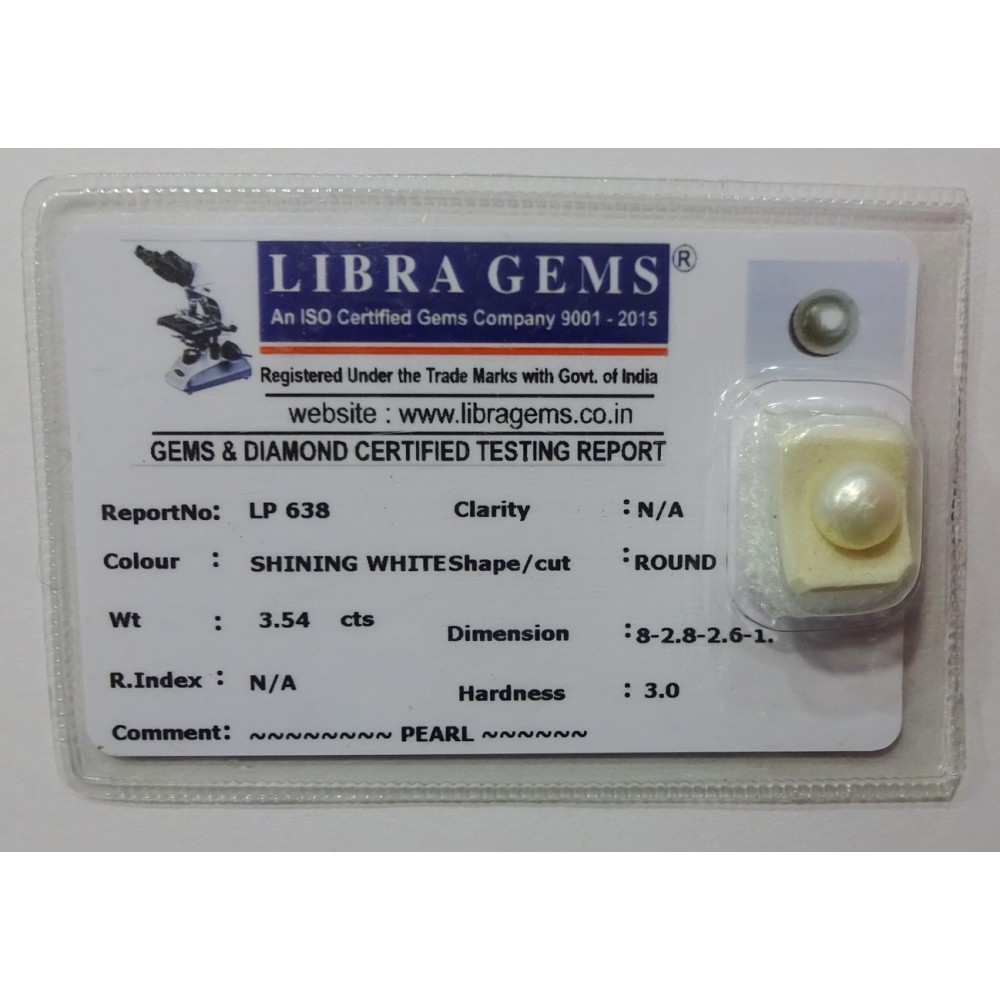 LIBRA GEMS ®
An ISO Certified Gems Company 9001 - 2015
Registered Under the Trade Marks with Govt. of India
website : www.libragems.co.in
GEMS & DIAMOND CERTIFIED TESTING REPORT
ReportNo: LP 638 Clarity : N/A
Colour : SHINING WHITE Shape/cut : ROUND
Wt : 3.54 cts Dimension : 8-2.8-2.6-1.
R.Index : N/A Hardness : 3.0
Comment: ~~~~~~~~ PEARL ~~~~~~